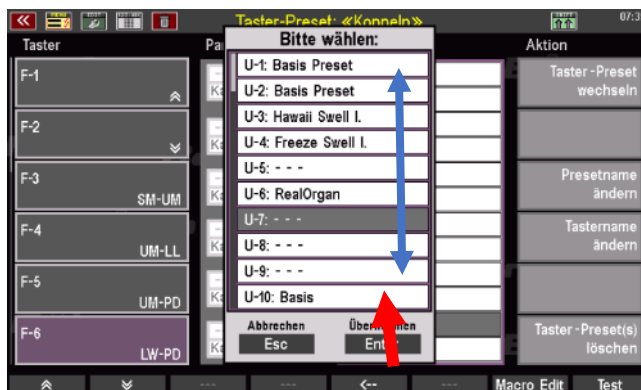 Taster-Preset: «Koppeln»
07:3
Taster
Pa
Aktion
Bitte wählen:
U-1: Basis Preset
U-2: Basis Preset
U-3: Hawaii Swell I.
U-4: Freeze Swell I.
U-5: - - -
U-6: RealOrgan
U-7: - - -
U-8: - - -
U-9: - - -
U-10: Basis
Abbrechen
Esc
F-1
F-2
F-3
SM-UM
F-4
UM-LL
F-5
UM-PD
F-6
LW-PD
Taster-Preset
wechseln
Presetname
ändern
Tastername
ändern
Taster-Preset(s)
löschen
---
---
<--
---
Macro Edit
Test